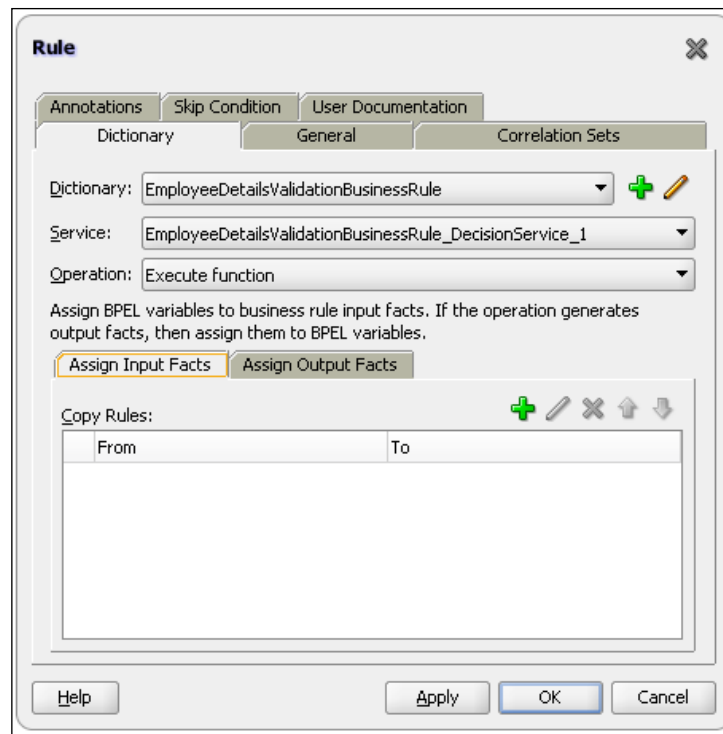 Rule
Annotations Skip Condition User Documentation
Dictionary General Correlation Sets
Dictionary: EmployeeDetailsValidationBusinessRule
Service: EmployeeDetailsValidationBusinessRule_DecisionService_1
Operation: Execute function
Assign BPEL variables to business rule input facts. If the operation generates
output facts, then assign them to BPEL variables.
Assign Input Facts Assign Output Facts
Copy Rules:
From To
Help Apply OK Cancel